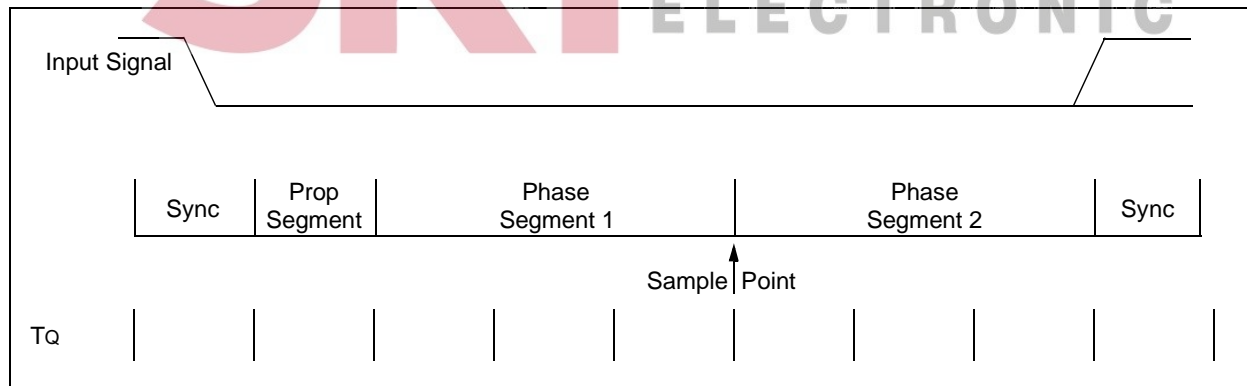 ELECTRONIC
Input Signal
Sync
Prop
Segment
Phase
Segment 1
Phase
Segment 2
Sync
Sample Point
TQ